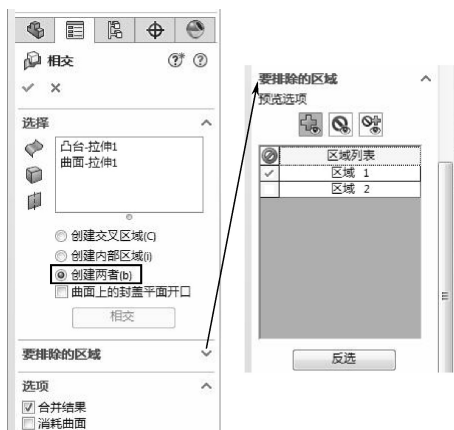 相交
选择
凸台-拉伸1
曲面-拉伸1
创建交叉区域(C)
创建内部区域(i)
创建两者(b)
曲面上的封盖平面开口
相交
要排除的区域
选项
合并结果
消耗曲面
要排除的区域
预览选项
区域列表
区域 1
区域 2
反选